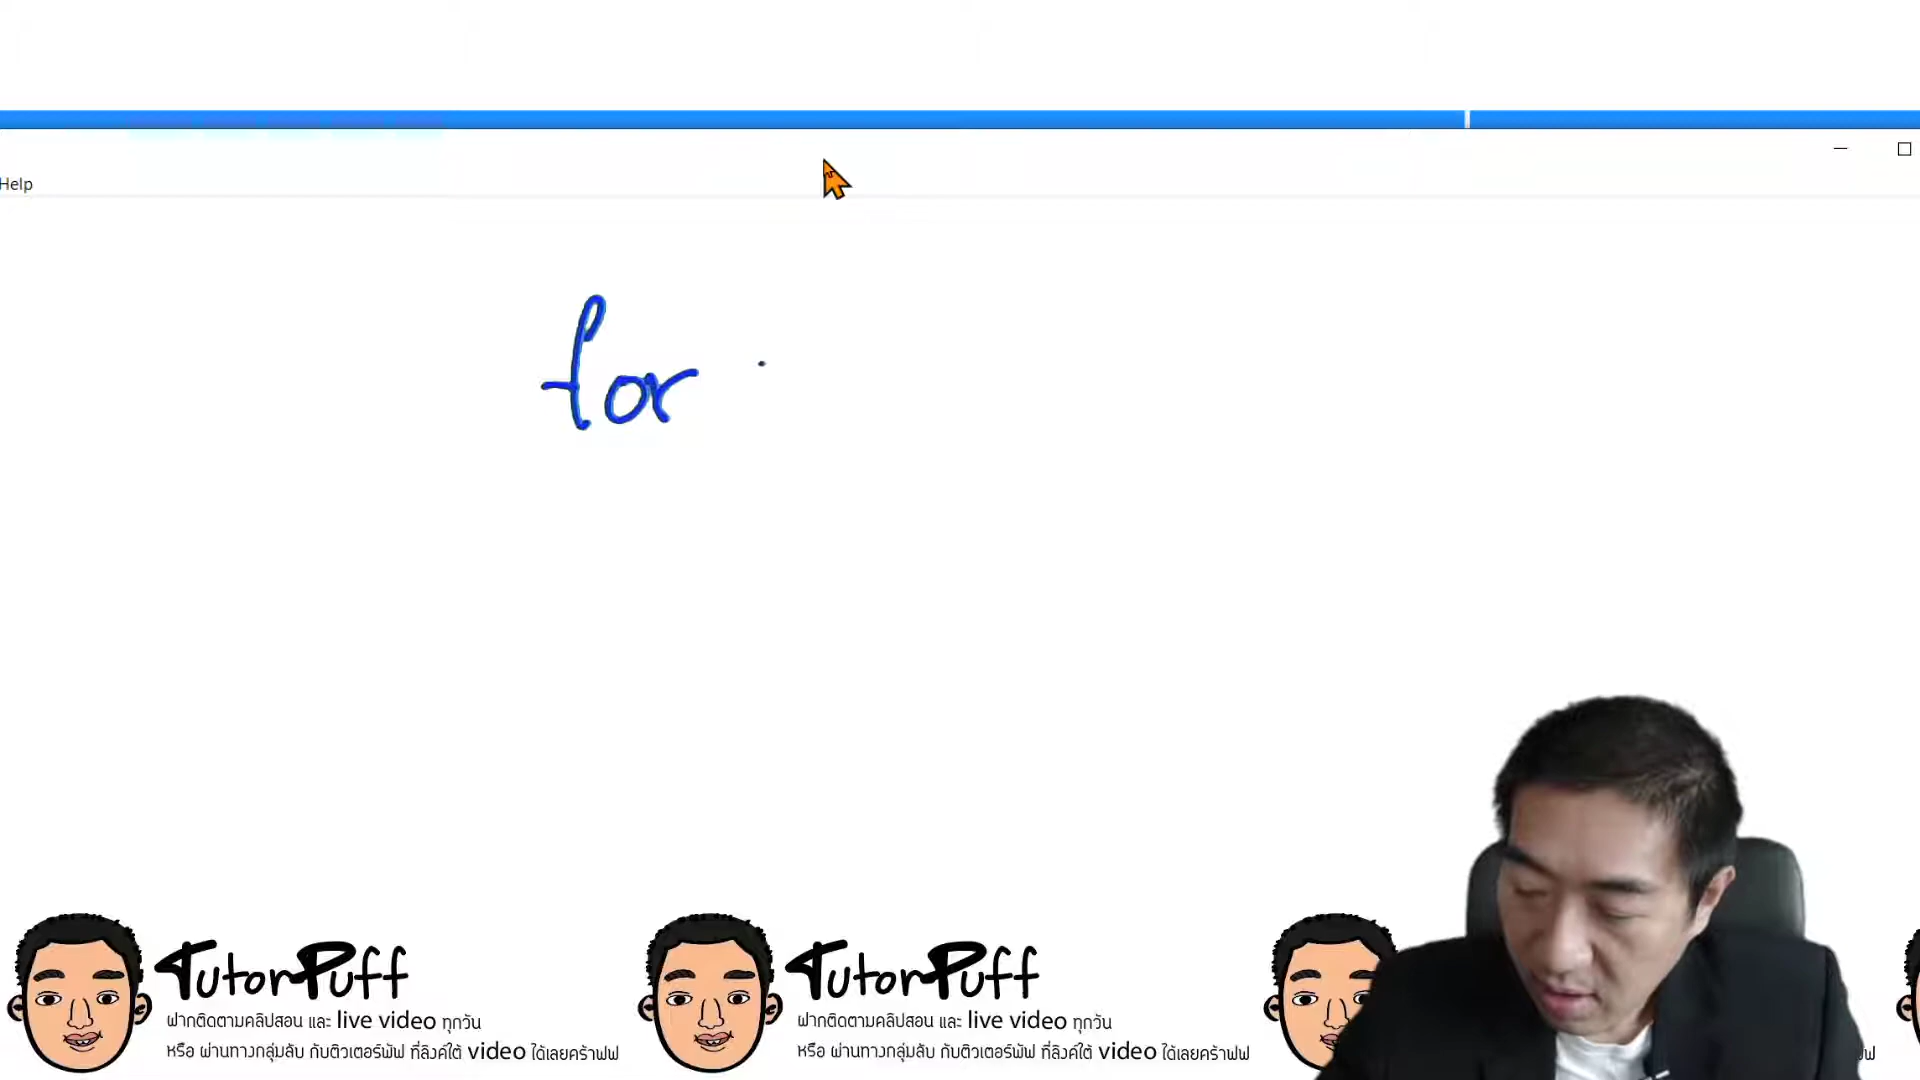 Help
for
TutorPuff
ฝากติดตามคลิปสอน และ live video ทุกวัน
หรือ ผ่านทางกลุ่มลับ กับติวเตอร์พัฟ ที่ลิงค์ใต้ video ได้เลยคร้าฟฟ
TutorPuff
ฝากติดตามคลิปสอน และ live video ทุกวัน
หรือ ผ่านทางกลุ่มลับ กับติวเตอร์พัฟ ที่ลิงค์ใต้ video ได้เลยคร้าฟฟ